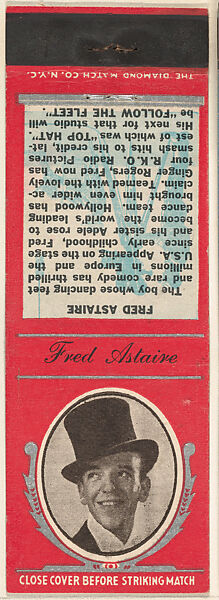 THE DIAMOND MATCH CO., N.Y.C.
FRED ASTAIRE
The boy whose dancing feet
and rare comedy has thrilled
millions in Europe and the
U.S.A. Appearing on the stage
since early childhood, Fred
and his sister Adele rose to
become the world's leading
dance team. Hollywood has
brought him even wider ac-
claim. Teamed with the lovely
Ginger Rogers, Fred now has
four R.K.O. Radio Pictures
smash hits to his credit, lat-
est of which was "TOP HAT".
His next for that studio will
be "FOLLOW THE FLEET".
Fred Astaire
CLOSE COVER BEFORE STRIKING MATCH